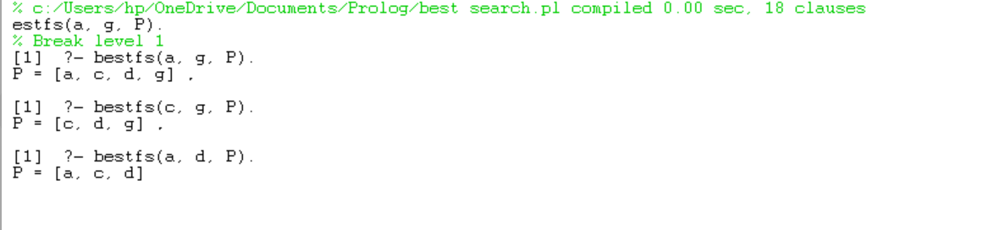 % c:/Users/hp/OneDrive/Documents/Prolog/best search.pl compiled 0.00 sec, 18 clauses
estfs(a, g, P).
% Break level 1
[1]  ?- bestfs(a, g, P).
P = [a, c, d, g] .
[1]  ?- bestfs(c, g, P).
P = [c, d, g] .
[1]  ?- bestfs(a, d, P).
P = [a, c, d]